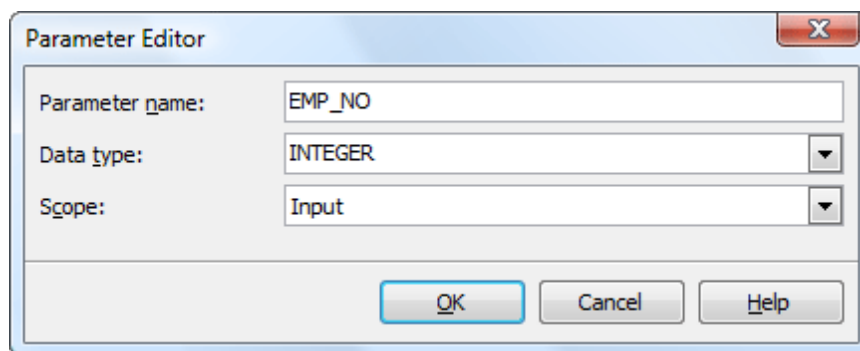 Parameter Editor
Parameter name: EMP_NO
Data type: INTEGER
Scope: Input
OK Cancel Help